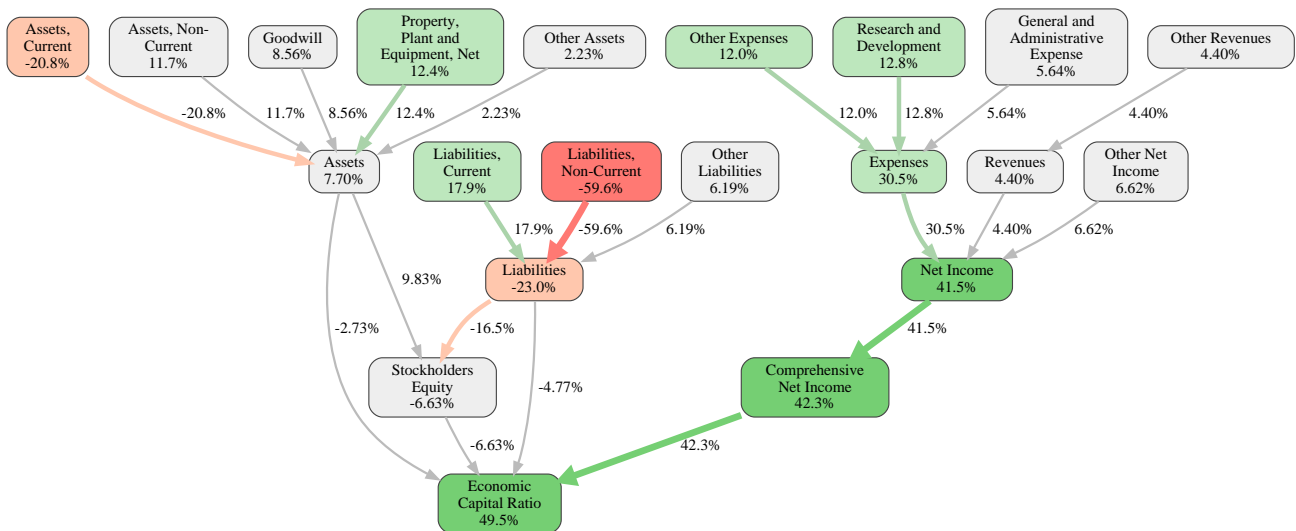 Assets,
Current
-20.8%
Assets, Non-
Current
11.7%
Goodwill
8.56%
Property,
Plant and
Equipment, Net
12.4%
Other Assets
2.23%
Other Expenses
12.0%
Research and
Development
12.8%
General and
Administrative
Expense
5.64%
Other Revenues
4.40%
-20.8%
11.7%
8.56%
12.4%
2.23%
12.0%
12.8%
5.64%
4.40%
Assets
7.70%
Liabilities,
Current
17.9%
Liabilities,
Non-Current
-59.6%
Other
Liabilities
6.19%
Expenses
30.5%
Revenues
4.40%
Other Net
Income
6.62%
17.9%
-59.6%
6.19%
30.5%
4.40%
6.62%
9.83%
Liabilities
-23.0%
Net Income
41.5%
-2.73%
-16.5%
41.5%
Stockholders
Equity
-6.63%
-4.77%
Comprehensive
Net Income
42.3%
-6.63%
42.3%
Economic
Capital Ratio
49.5%